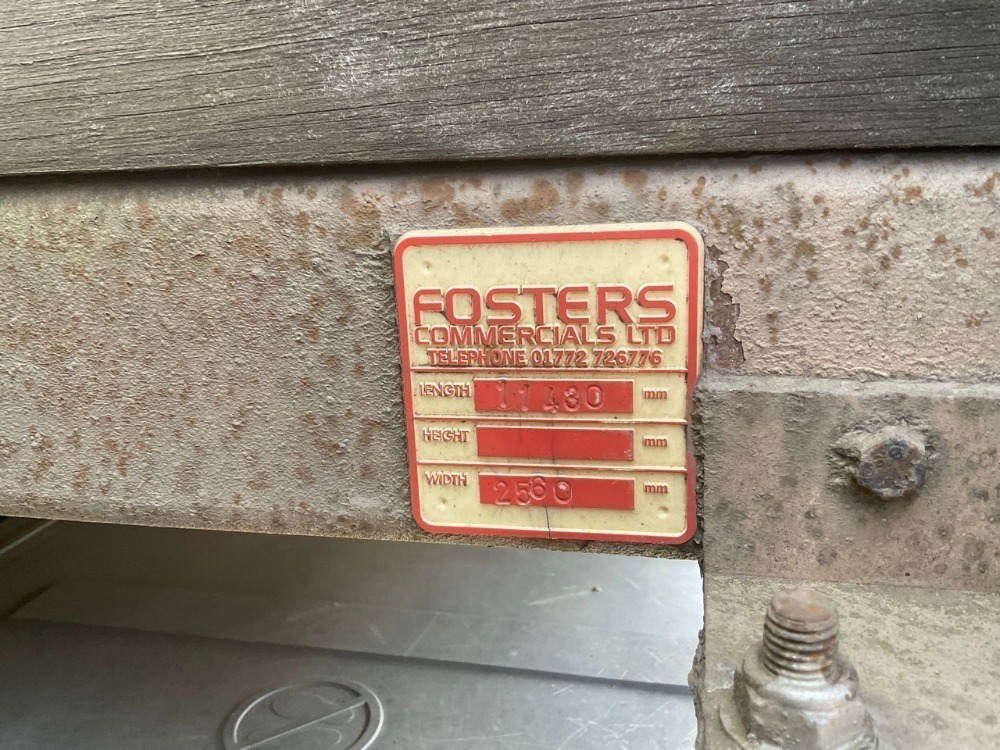 FOSTERS
COMMERCIALS LTD
TELEPHONE 01772 726776
LENGTH 11430 mm
HEIGHT mm
WIDTH 2560 mm